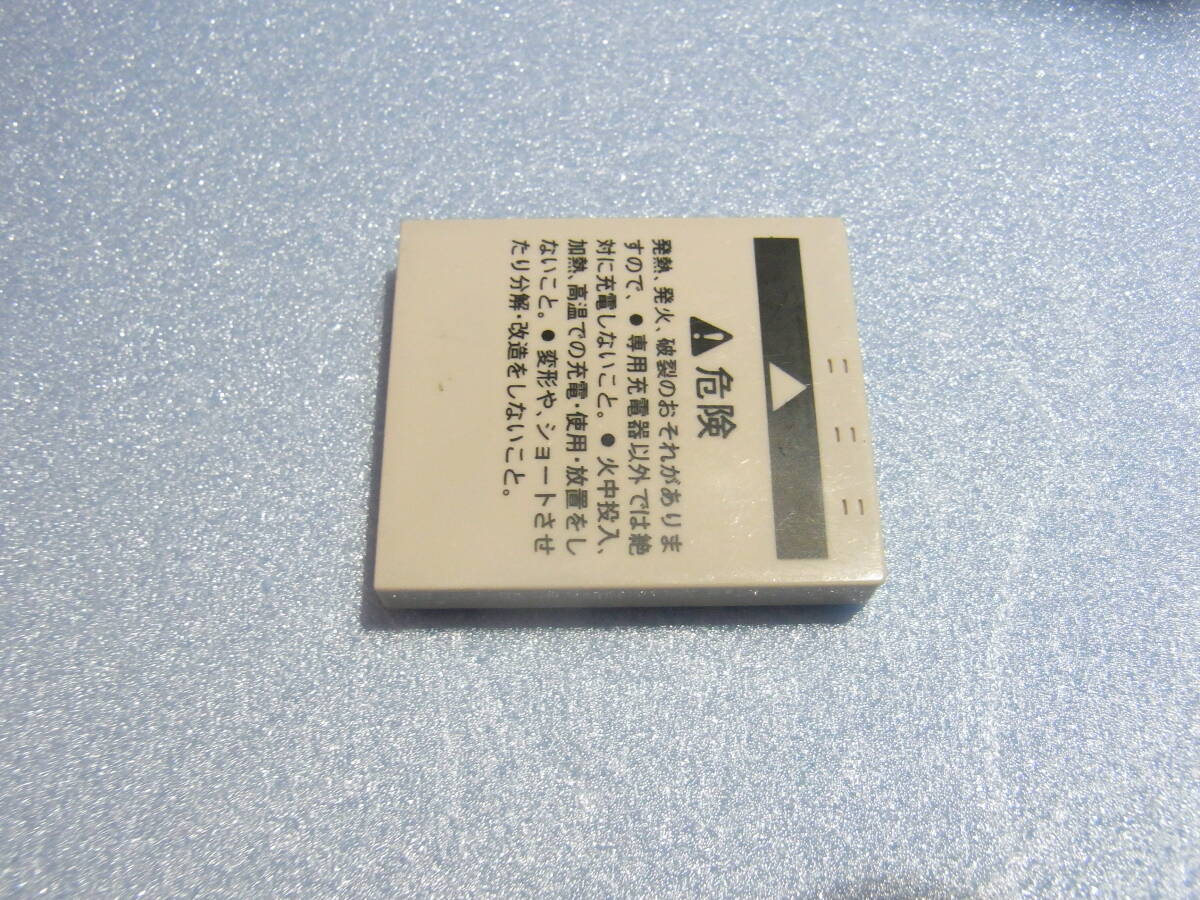 危険
発熱、発火、破裂のおそれがありま
すので、●専用充電器以外では絶
対に充電しないこと。●火中投入、
加熱、高温での充電・使用・放置をし
ないこと。●変形や、ショートさせ
たり分解・改造をしないこと。